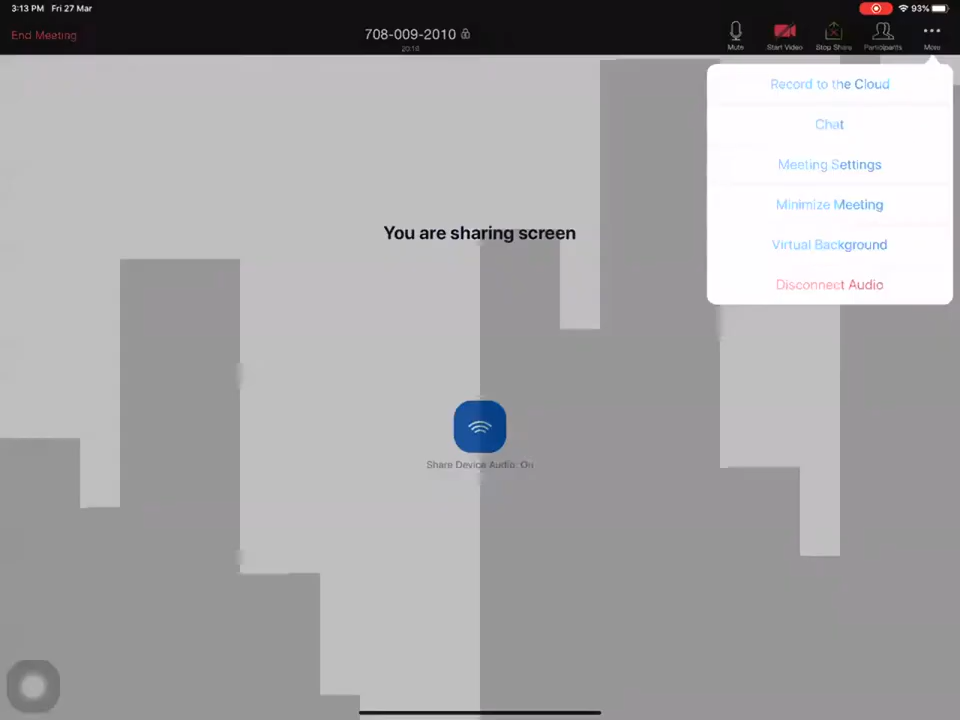 3:13 PM Fri 27 Mar
93%
End Meeting
708-009-2010
20:16
Mute
Start Video
Stop Share
Participants
More
Record to the Cloud
Chat
Meeting Settings
Minimize Meeting
Virtual Background
Disconnect Audio
You are sharing screen
Share Device Audio: On